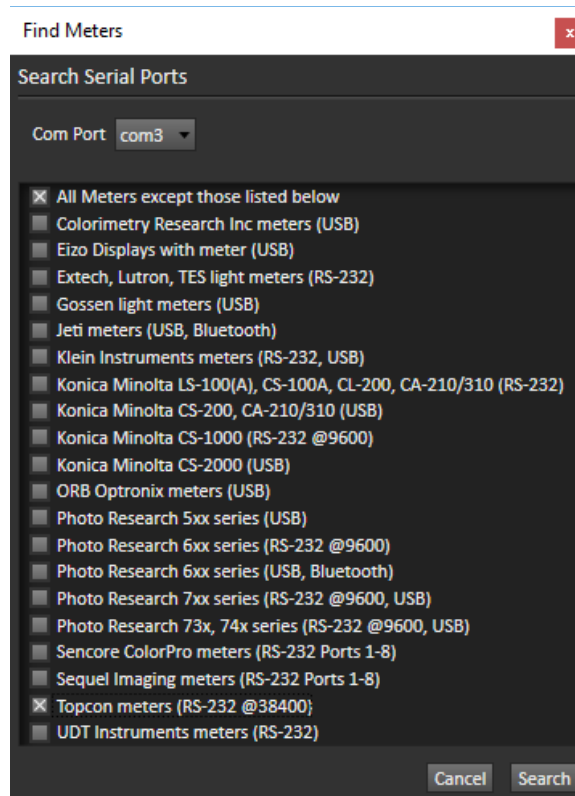 Find Meters
x
Search Serial Ports
Com Port com3
All Meters except those listed below
Colorimetry Research Inc meters (USB)
Eizo Displays with meter (USB)
Extech, Lutron, TES light meters (RS-232)
Gossen light meters (USB)
Jeti meters (USB, Bluetooth)
Klein Instruments meters (RS-232, USB)
Konica Minolta LS-100(A), CS-100A, CL-200, CA-210/310 (RS-232)
Konica Minolta CS-200, CA-210/310 (USB)
Konica Minolta CS-1000 (RS-232 @9600)
Konica Minolta CS-2000 (USB)
ORB Optronix meters (USB)
Photo Research 5xx series (USB)
Photo Research 6xx series (RS-232 @9600)
Photo Research 6xx series (USB, Bluetooth)
Photo Research 7xx series (RS-232 @9600, USB)
Photo Research 73x, 74x series (RS-232 @9600, USB)
Sencore ColorPro meters (RS-232 Ports 1-8)
Sequel Imaging meters (RS-232 Ports 1-8)
Topcon meters (RS-232 @38400}
UDT Instruments meters (RS-232)
Cancel Search